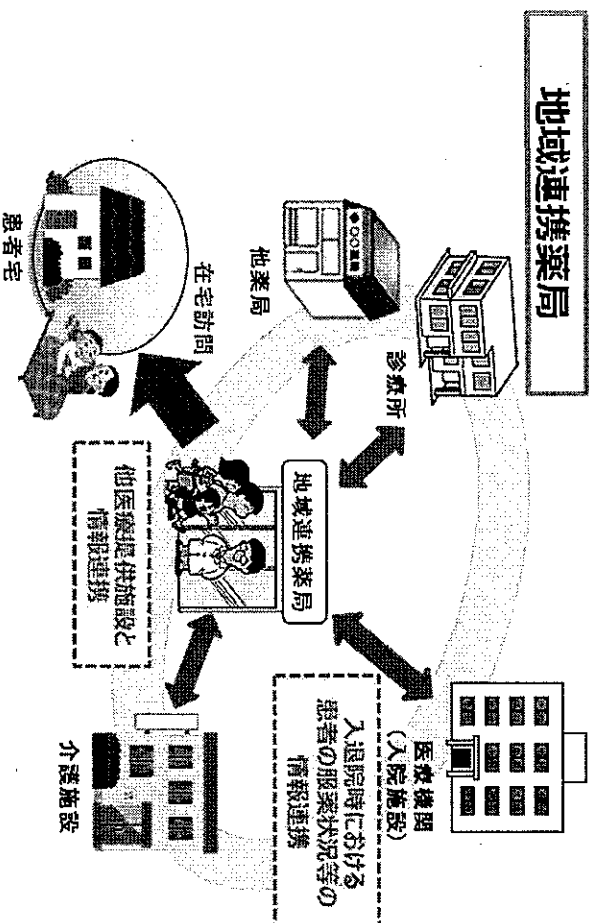 地域連携薬局
診療所
他薬局
在宅訪問
患者宅
地域連携薬局
医療機関
(入院施設)
入退院時における
患者の服薬状況等の
情報連携
他医療提供施設と
情報連携
介護施設